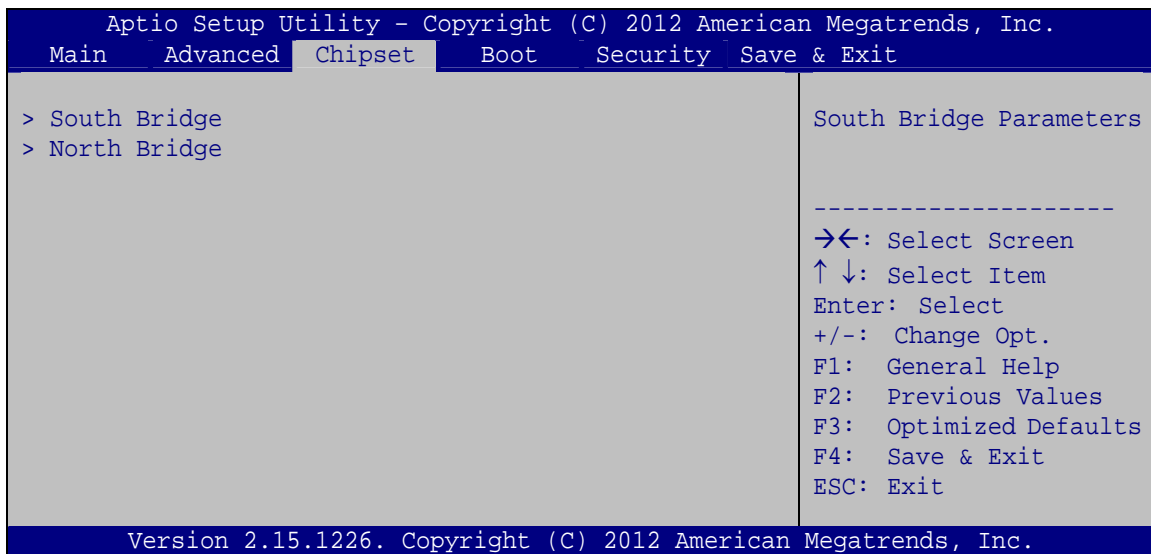 Aptio Setup Utility – Copyright (C) 2012 American Megatrends, Inc.
Main Advanced Chipset Boot Security Save & Exit
> South Bridge
> North Bridge
South Bridge Parameters
---------------------
→←: Select Screen
↑ ↓: Select Item
Enter: Select
+/-: Change Opt.
F1: General Help
F2: Previous Values
F3: Optimized Defaults
F4: Save & Exit
ESC: Exit
Version 2.15.1226. Copyright (C) 2012 American Megatrends, Inc.